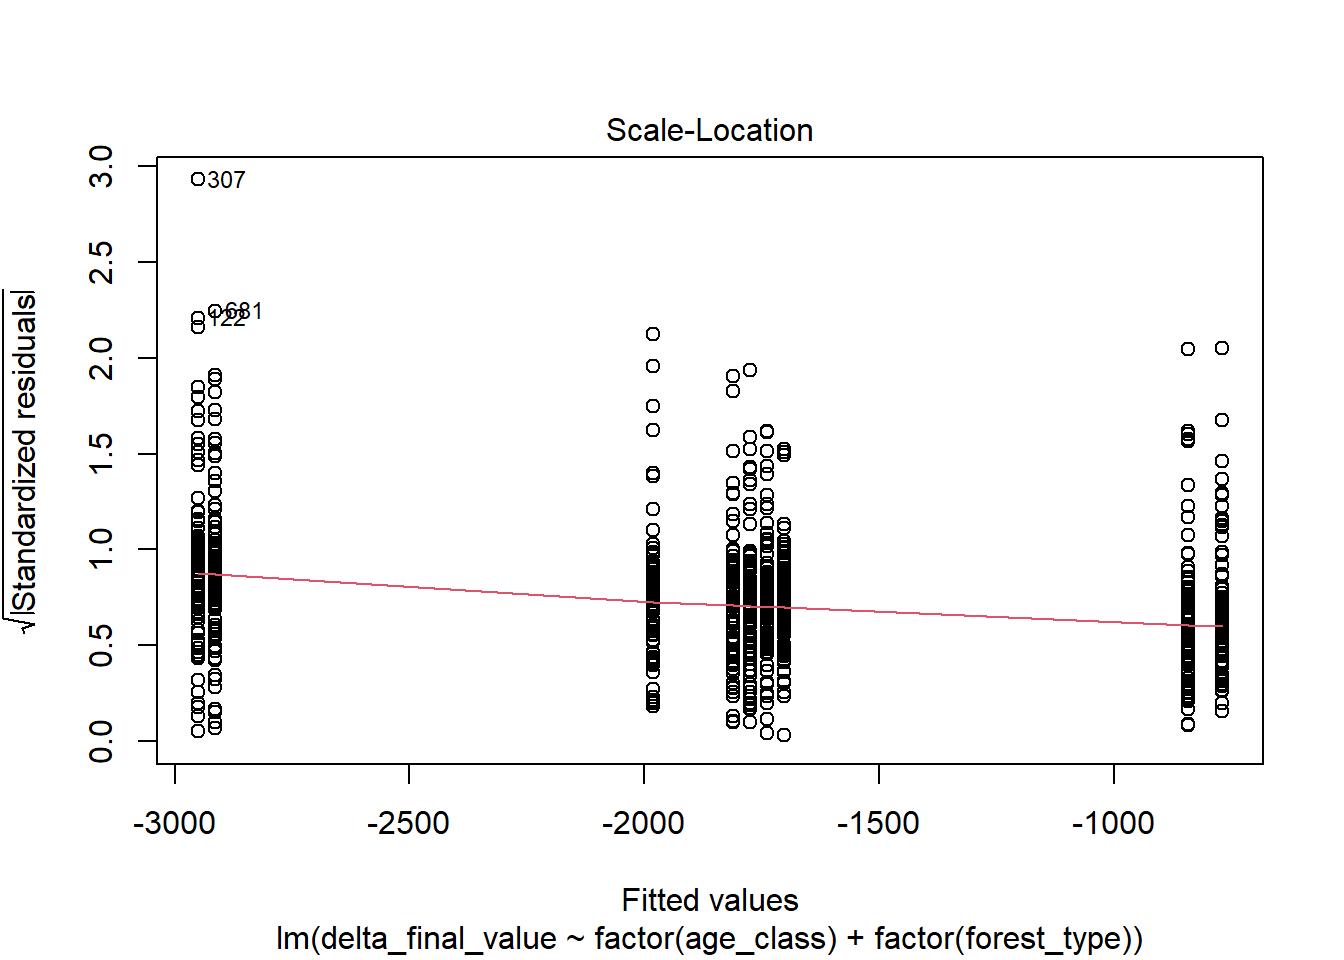 Scale-Location
3.0
2.5
2.0
1.5
1.0
0.5
0.0
√|Standardized residuals|
307
681
122
-3000 -2500 -2000 -1500 -1000
Fitted values
lm(delta_final_value ~ factor(age_class) + factor(forest_type))